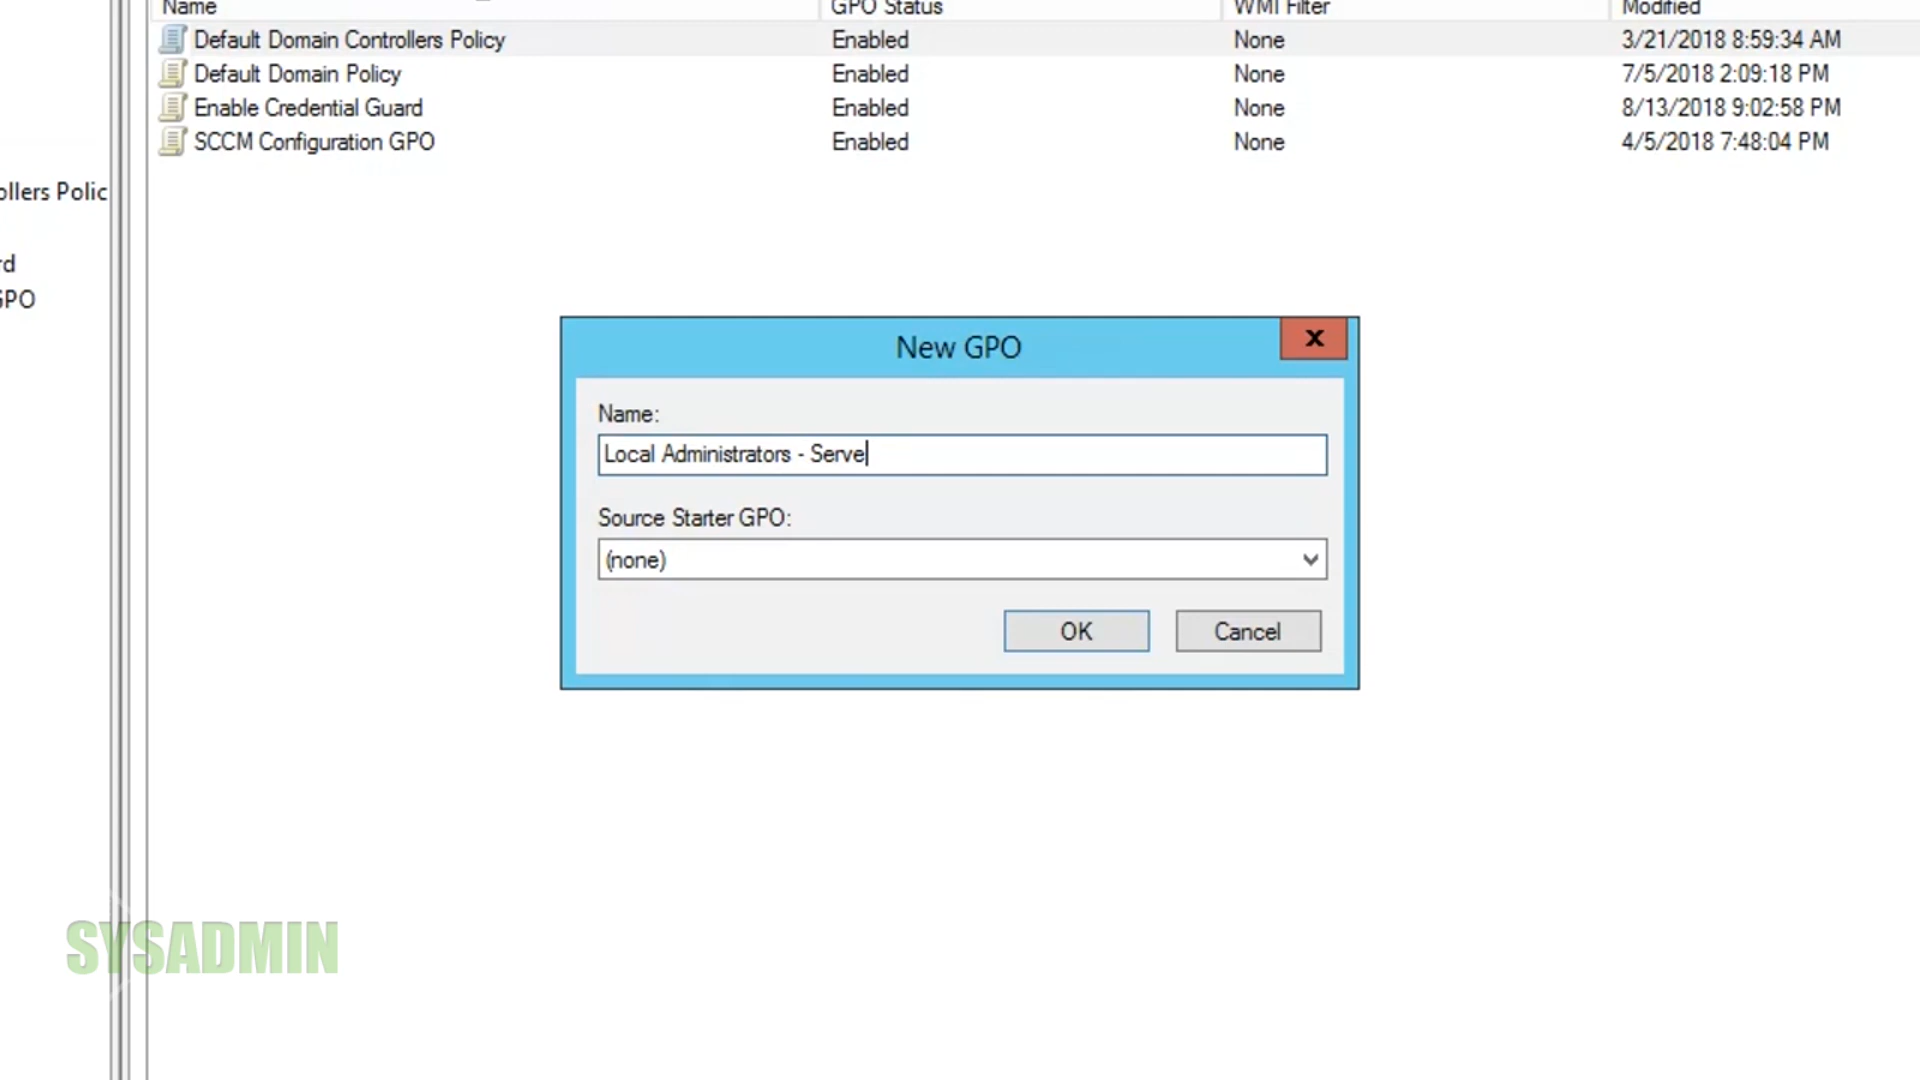 Name GPO Status WMI Filter Modified
Default Domain Controllers Policy Enabled None 3/21/2018 8:59:34 AM
Default Domain Policy Enabled None 7/5/2018 2:09:18 PM
Enable Credential Guard Enabled None 8/13/2018 9:02:58 PM
SCCM Configuration GPO Enabled None 4/5/2018 7:48:04 PM
ollers Polic
rd
GPO
New GPO
x
Name:
Local Administrators - Serve
Source Starter GPO:
(none)
OK Cancel
SYSADMIN